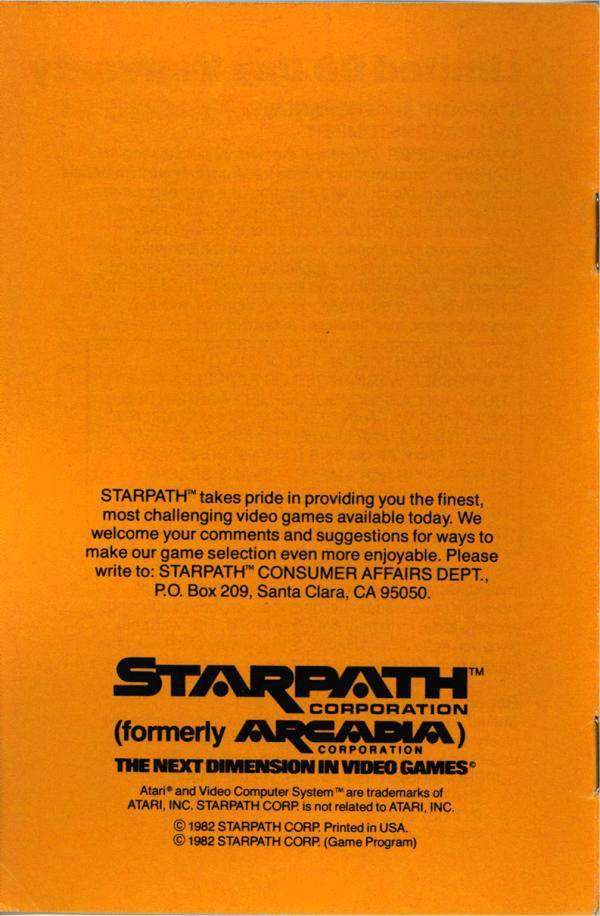 STARPATH™ takes pride in providing you the finest,
most challenging video games available today. We
welcome your comments and suggestions for ways to
make our game selection even more enjoyable. Please
write to: STARPATH™ CONSUMER AFFAIRS DEPT.,
P.O. Box 209, Santa Clara, CA 95050.
STARPATH™
CORPORATION
(formerly ARCADIA)
CORPORATION
THE NEXT DIMENSION IN VIDEO GAMES©
Atari® and Video Computer System™ are trademarks of
ATARI, INC. STARPATH CORP. is not related to ATARI, INC.
© 1982 STARPATH CORP. Printed in USA.
© 1982 STARPATH CORP. (Game Program)